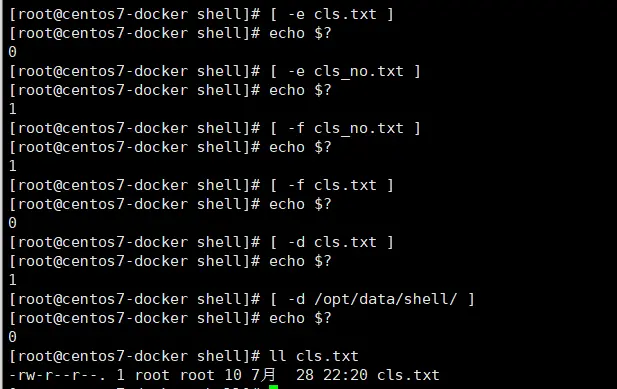 [root@centos7-docker shell]# [ -e cls.txt ]
[root@centos7-docker shell]# echo $?
0
[root@centos7-docker shell]# [ -e cls_no.txt ]
[root@centos7-docker shell]# echo $?
1
[root@centos7-docker shell]# [ -f cls_no.txt ]
[root@centos7-docker shell]# echo $?
1
[root@centos7-docker shell]# [ -f cls.txt ]
[root@centos7-docker shell]# echo $?
0
[root@centos7-docker shell]# [ -d cls.txt ]
[root@centos7-docker shell]# echo $?
1
[root@centos7-docker shell]# [ -d /opt/data/shell/ ]
[root@centos7-docker shell]# echo $?
0
[root@centos7-docker shell]# ll cls.txt
-rw-r--r--. 1 root root 10 7月  28 22:20 cls.txt